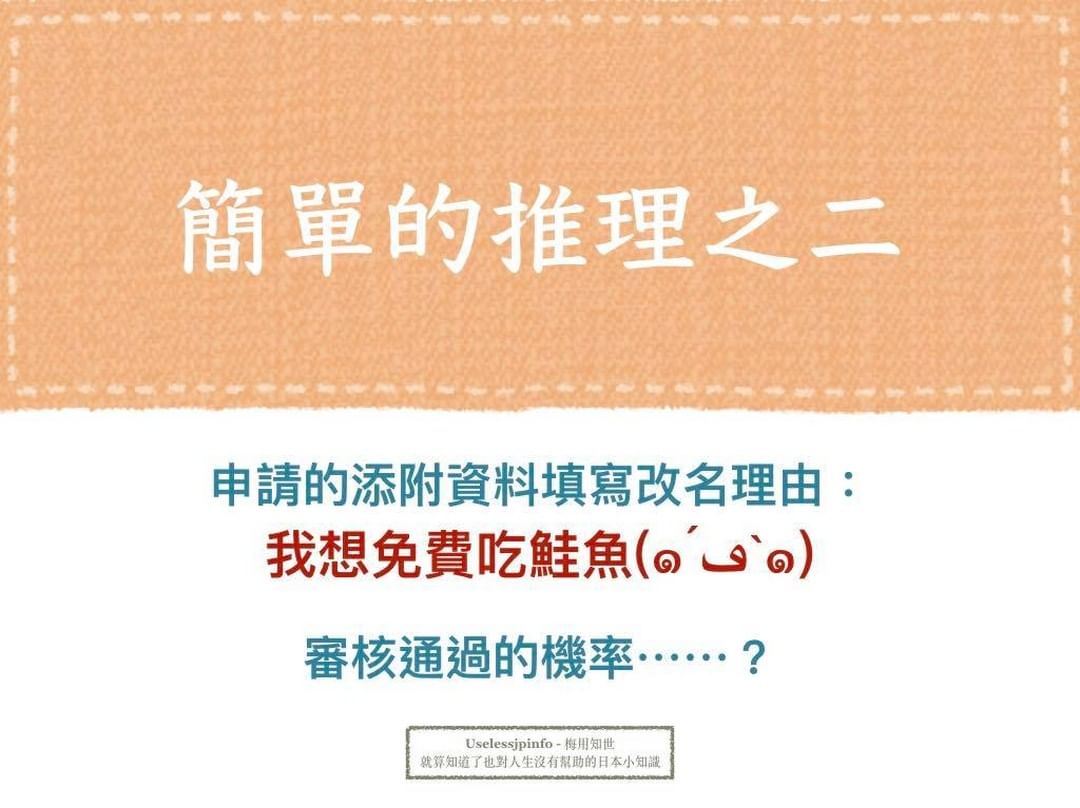 簡單的推理之二
申請的添附資料填寫改名理由：
我想免費吃鮭魚(๑´ڡ`๑)
審核通過的機率⋯⋯？
Uselessjpinfo - 梅用知世
就算知道了也對人生沒有幫助的日本小知識